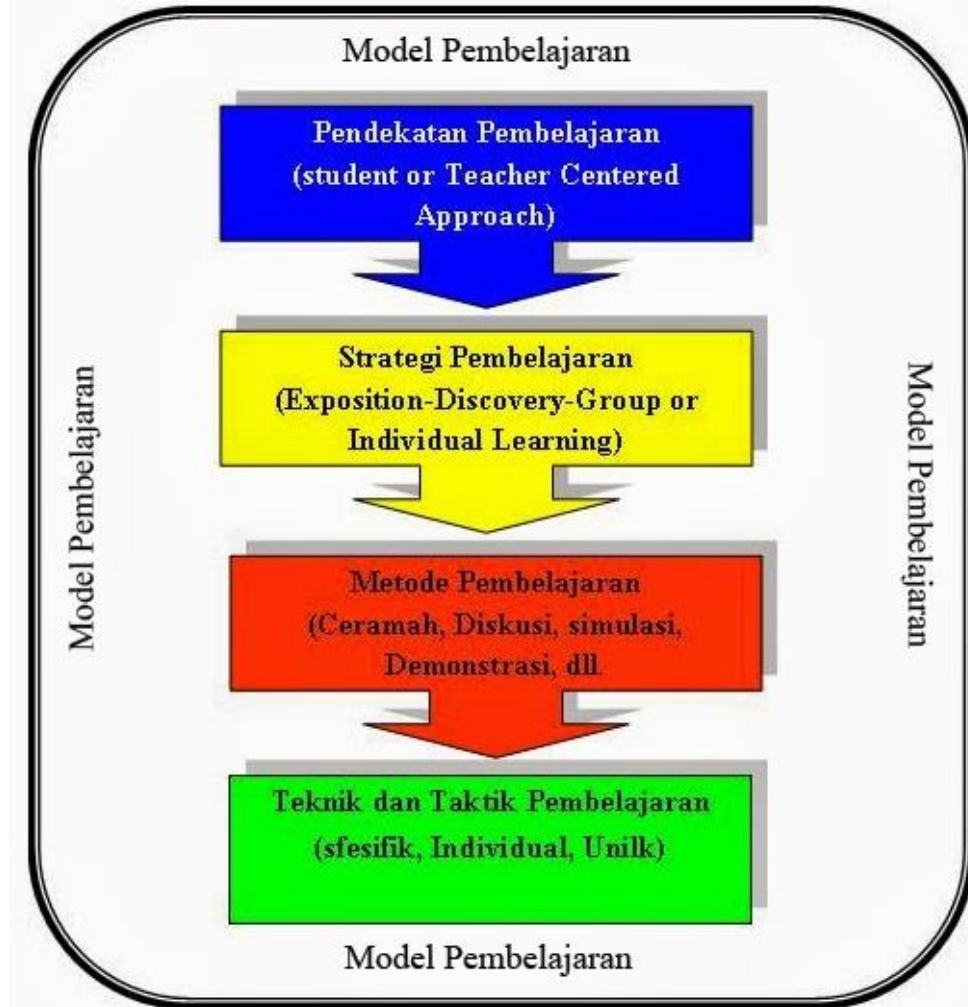 Model Pembelajaran
Pendekatan Pembelajaran
(student or Teacher Centered
Approach)
Strategi Pembelajaran
(Exposition-Discovery-Group or
Individual Learning)
Model Pembelajaran
Model Pembelajaran
Metode Pembelajaran
(Ceramah, Diskusi, simulasi,
Demonstrasi, dll.
Teknik dan Taktik Pembelajaran
(sfesifik, Individual, Unilk)
Model Pembelajaran